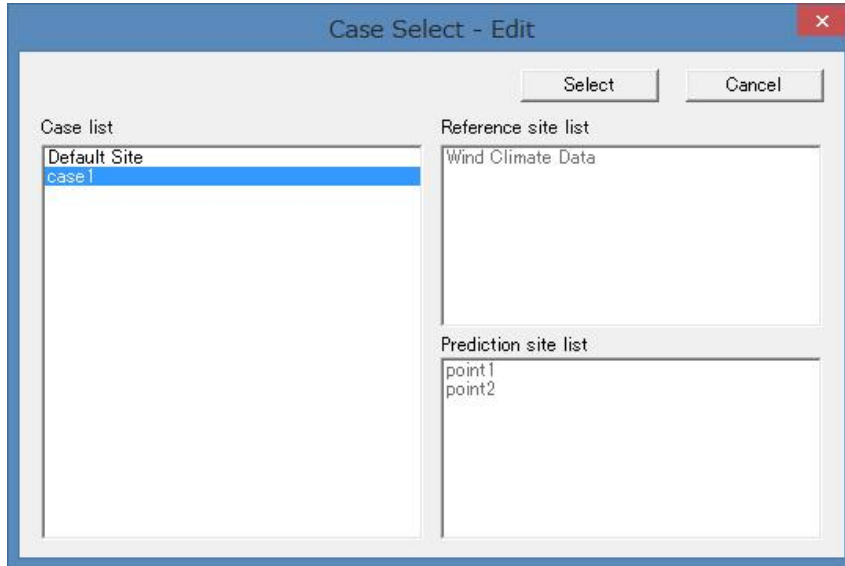 Case Select - Edit
Select
Cancel
Case list
Default Site
case1
Reference site list
Wind Climate Data
Prediction site list
point1
point2